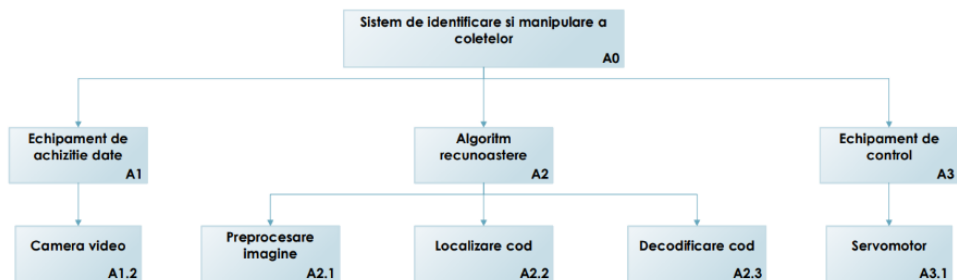 Sistem de identificare si manipulare a
coletelor
A0
Echipament de
achizitie date
A1
Algoritm
recunoastere
A2
Echipament de
control
A3
Camera video
A1.2
Preprocesare
imagine
A2.1
Localizare cod
A2.2
Decodificare cod
A2.3
Servomotor
A3.1